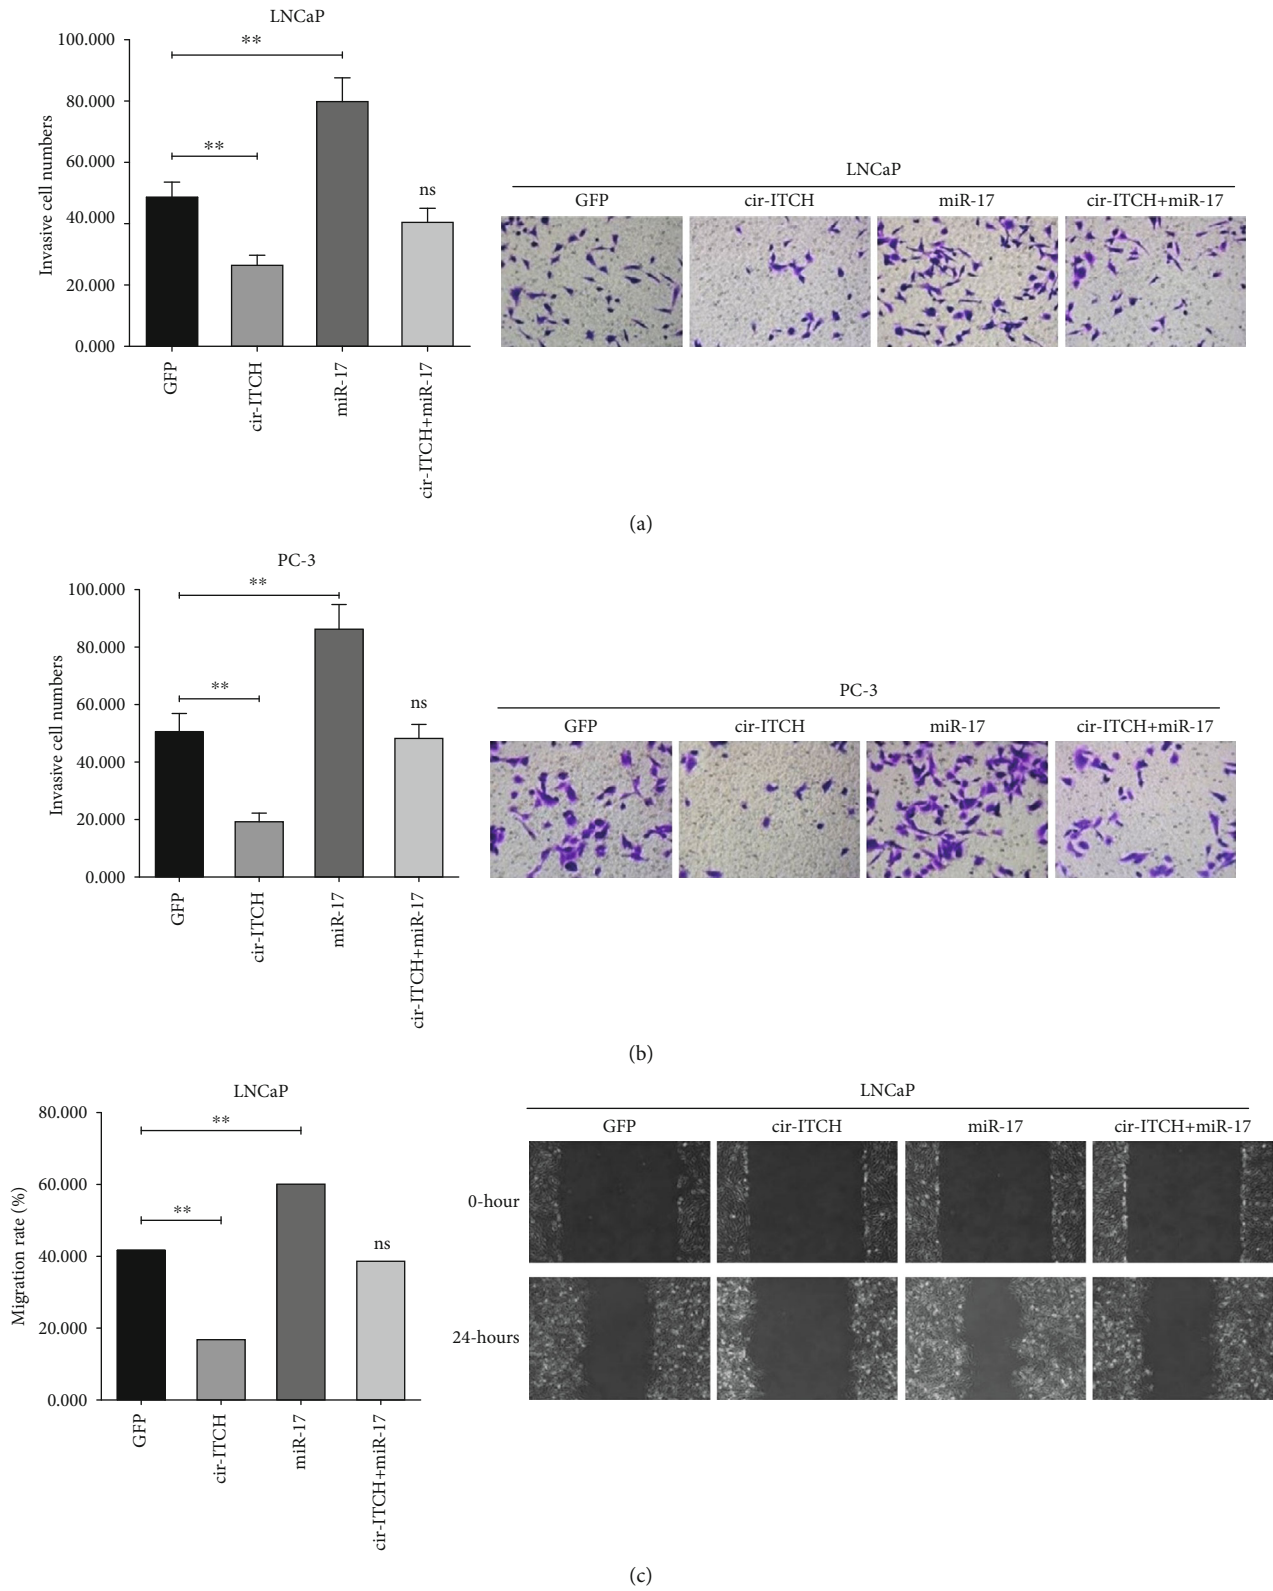 LNCaP
100.000
80.000
60.000
40.000
20.000
0.000
Invasive cell numbers
**
**
ns
GFP
cir-ITCH
miR-17
cir-ITCH+miR-17
LNCaP
GFP cir-ITCH miR-17 cir-ITCH+miR-17
(a)
PC-3
100.000
80.000
60.000
40.000
20.000
0.000
Invasive cell numbers
**
**
ns
GFP
cir-ITCH
miR-17
cir-ITCH+miR-17
PC-3
GFP cir-ITCH miR-17 cir-ITCH+miR-17
(b)
LNCaP
80.000
60.000
40.000
20.000
0.000
Migration rate (%)
**
**
ns
GFP
cir-ITCH
miR-17
cir-ITCH+miR-17
LNCaP
GFP cir-ITCH miR-17 cir-ITCH+miR-17
0-hour
24-hours
(c)